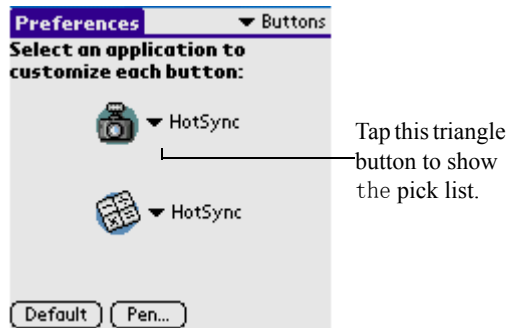 Preferences
Buttons
Select an application to
customize each button:
HotSync
Tap this triangle
button to show
the pick list.
HotSync
Default Pen...